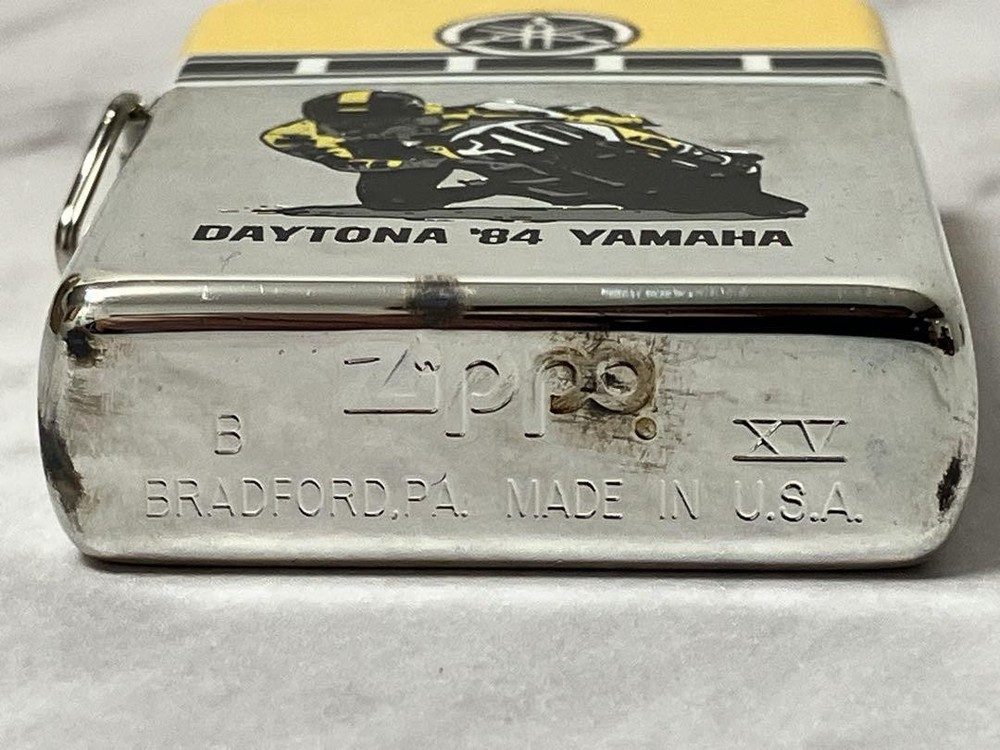 DAYTONA '84 YAMAHA
Zippo
B XV
BRADFORD,PA. MADE IN U.S.A.